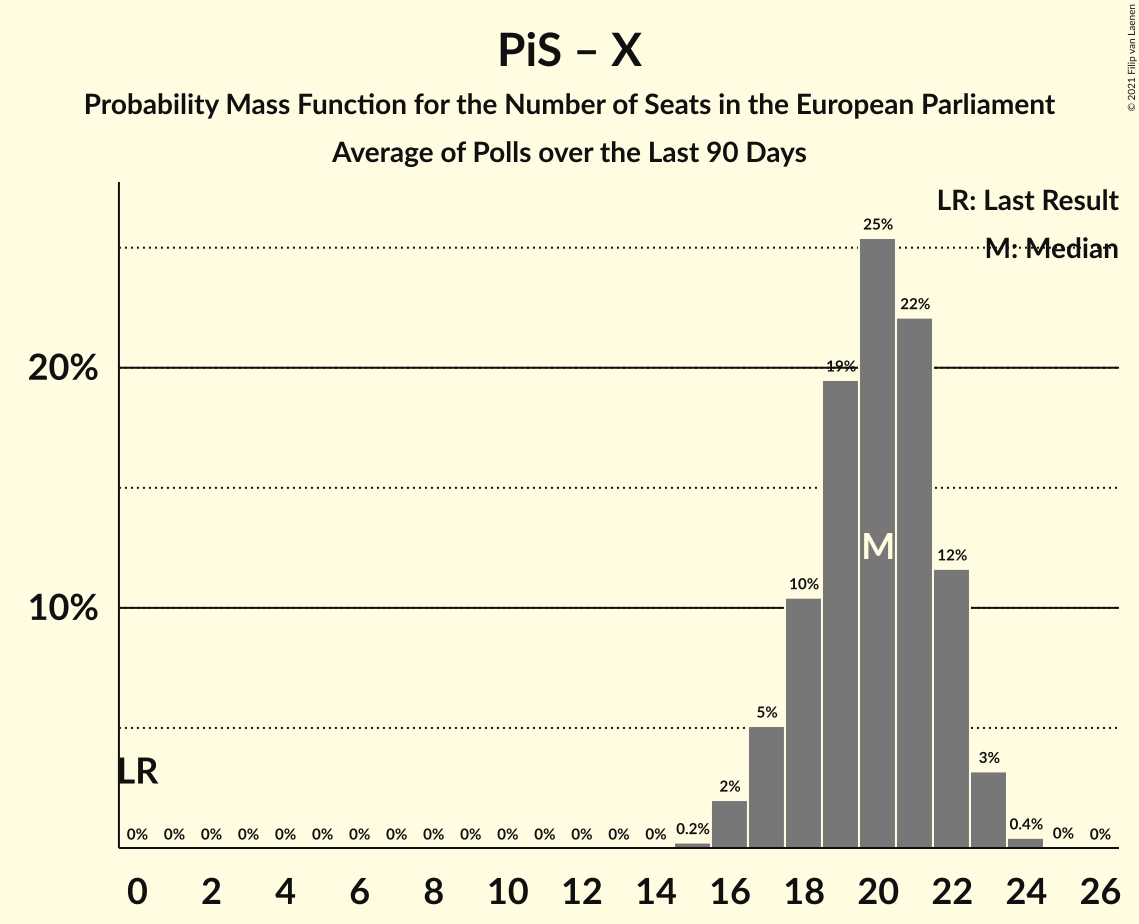 PiS – X
Probability Mass Function for the Number of Seats in the European Parliament
Average of Polls over the Last 90 Days
© 2021 Filip van Laenen
LR: Last Result
M: Median
25%
22%
20%
19%
M
12%
10%
10%
5%
LR
3%
2%
0% 0% 0% 0% 0% 0% 0% 0% 0% 0% 0% 0% 0% 0% 0% 0.2% 0.4% 0% 0%
0 2 4 6 8 10 12 14 16 18 20 22 24 26